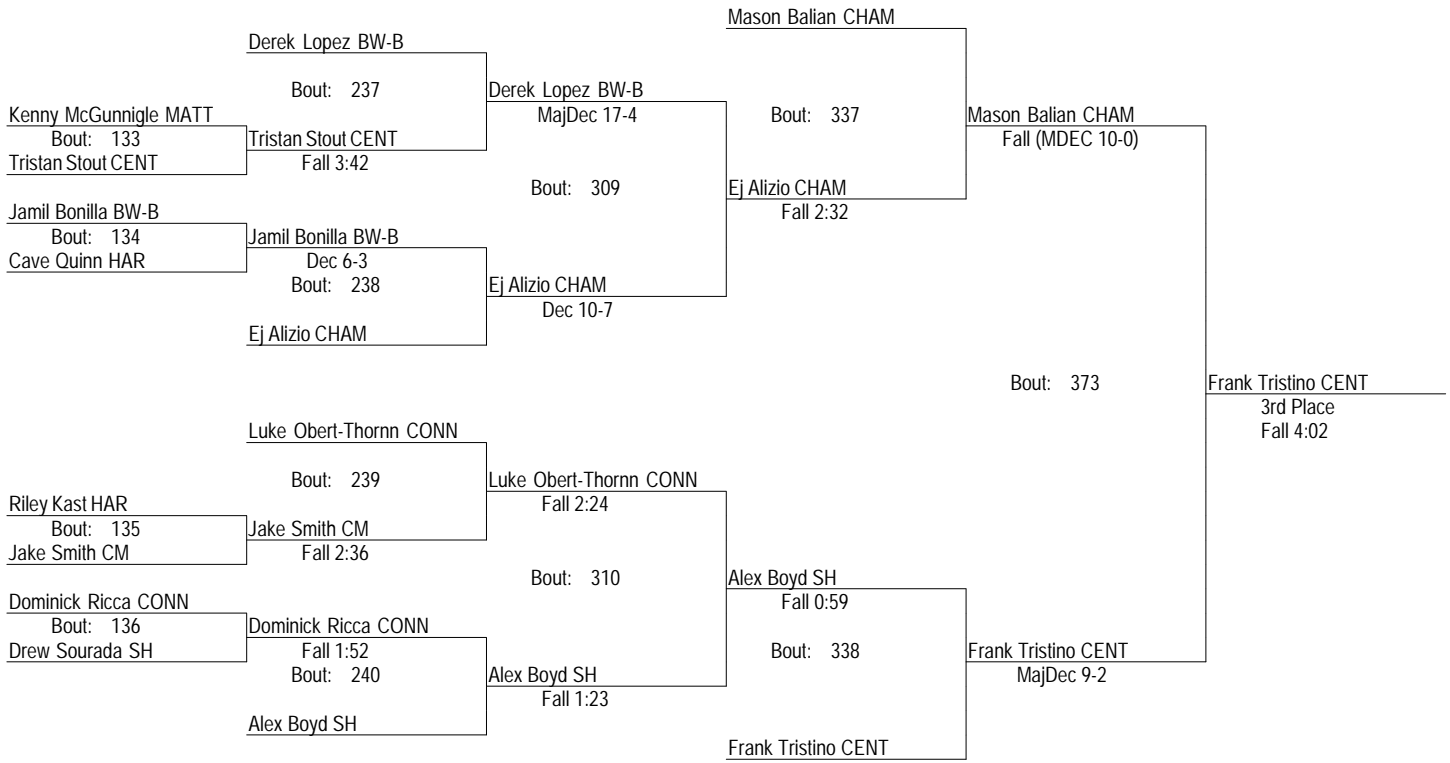 Mason Balian CHAM
Derek Lopez BW-B
Bout: 237
Derek Lopez BW-B
MajDec 17-4
Kenny McGunnigle MATT
Bout: 133
Tristan Stout CENT
Tristan Stout CENT
Fall 3:42
Bout: 337
Mason Balian CHAM
Fall (MDEC 10-0)
Bout: 309
Ej Alizio CHAM
Fall 2:32
Jamil Bonilla BW-B
Bout: 134
Cave Quinn HAR
Jamil Bonilla BW-B
Dec 6-3
Bout: 238
Ej Alizio CHAM
Dec 10-7
Ej Alizio CHAM
Bout: 373
Frank Tristino CENT
3rd Place
Fall 4:02
Luke Obert-Thornn CONN
Bout: 239
Luke Obert-Thornn CONN
Fall 2:24
Riley Kast HAR
Bout: 135
Jake Smith CM
Jake Smith CM
Fall 2:36
Bout: 310
Alex Boyd SH
Fall 0:59
Dominick Ricca CONN
Bout: 136
Drew Sourada SH
Dominick Ricca CONN
Fall 1:52
Bout: 240
Alex Boyd SH
Fall 1:23
Bout: 338
Frank Tristino CENT
MajDec 9-2
Alex Boyd SH
Frank Tristino CENT